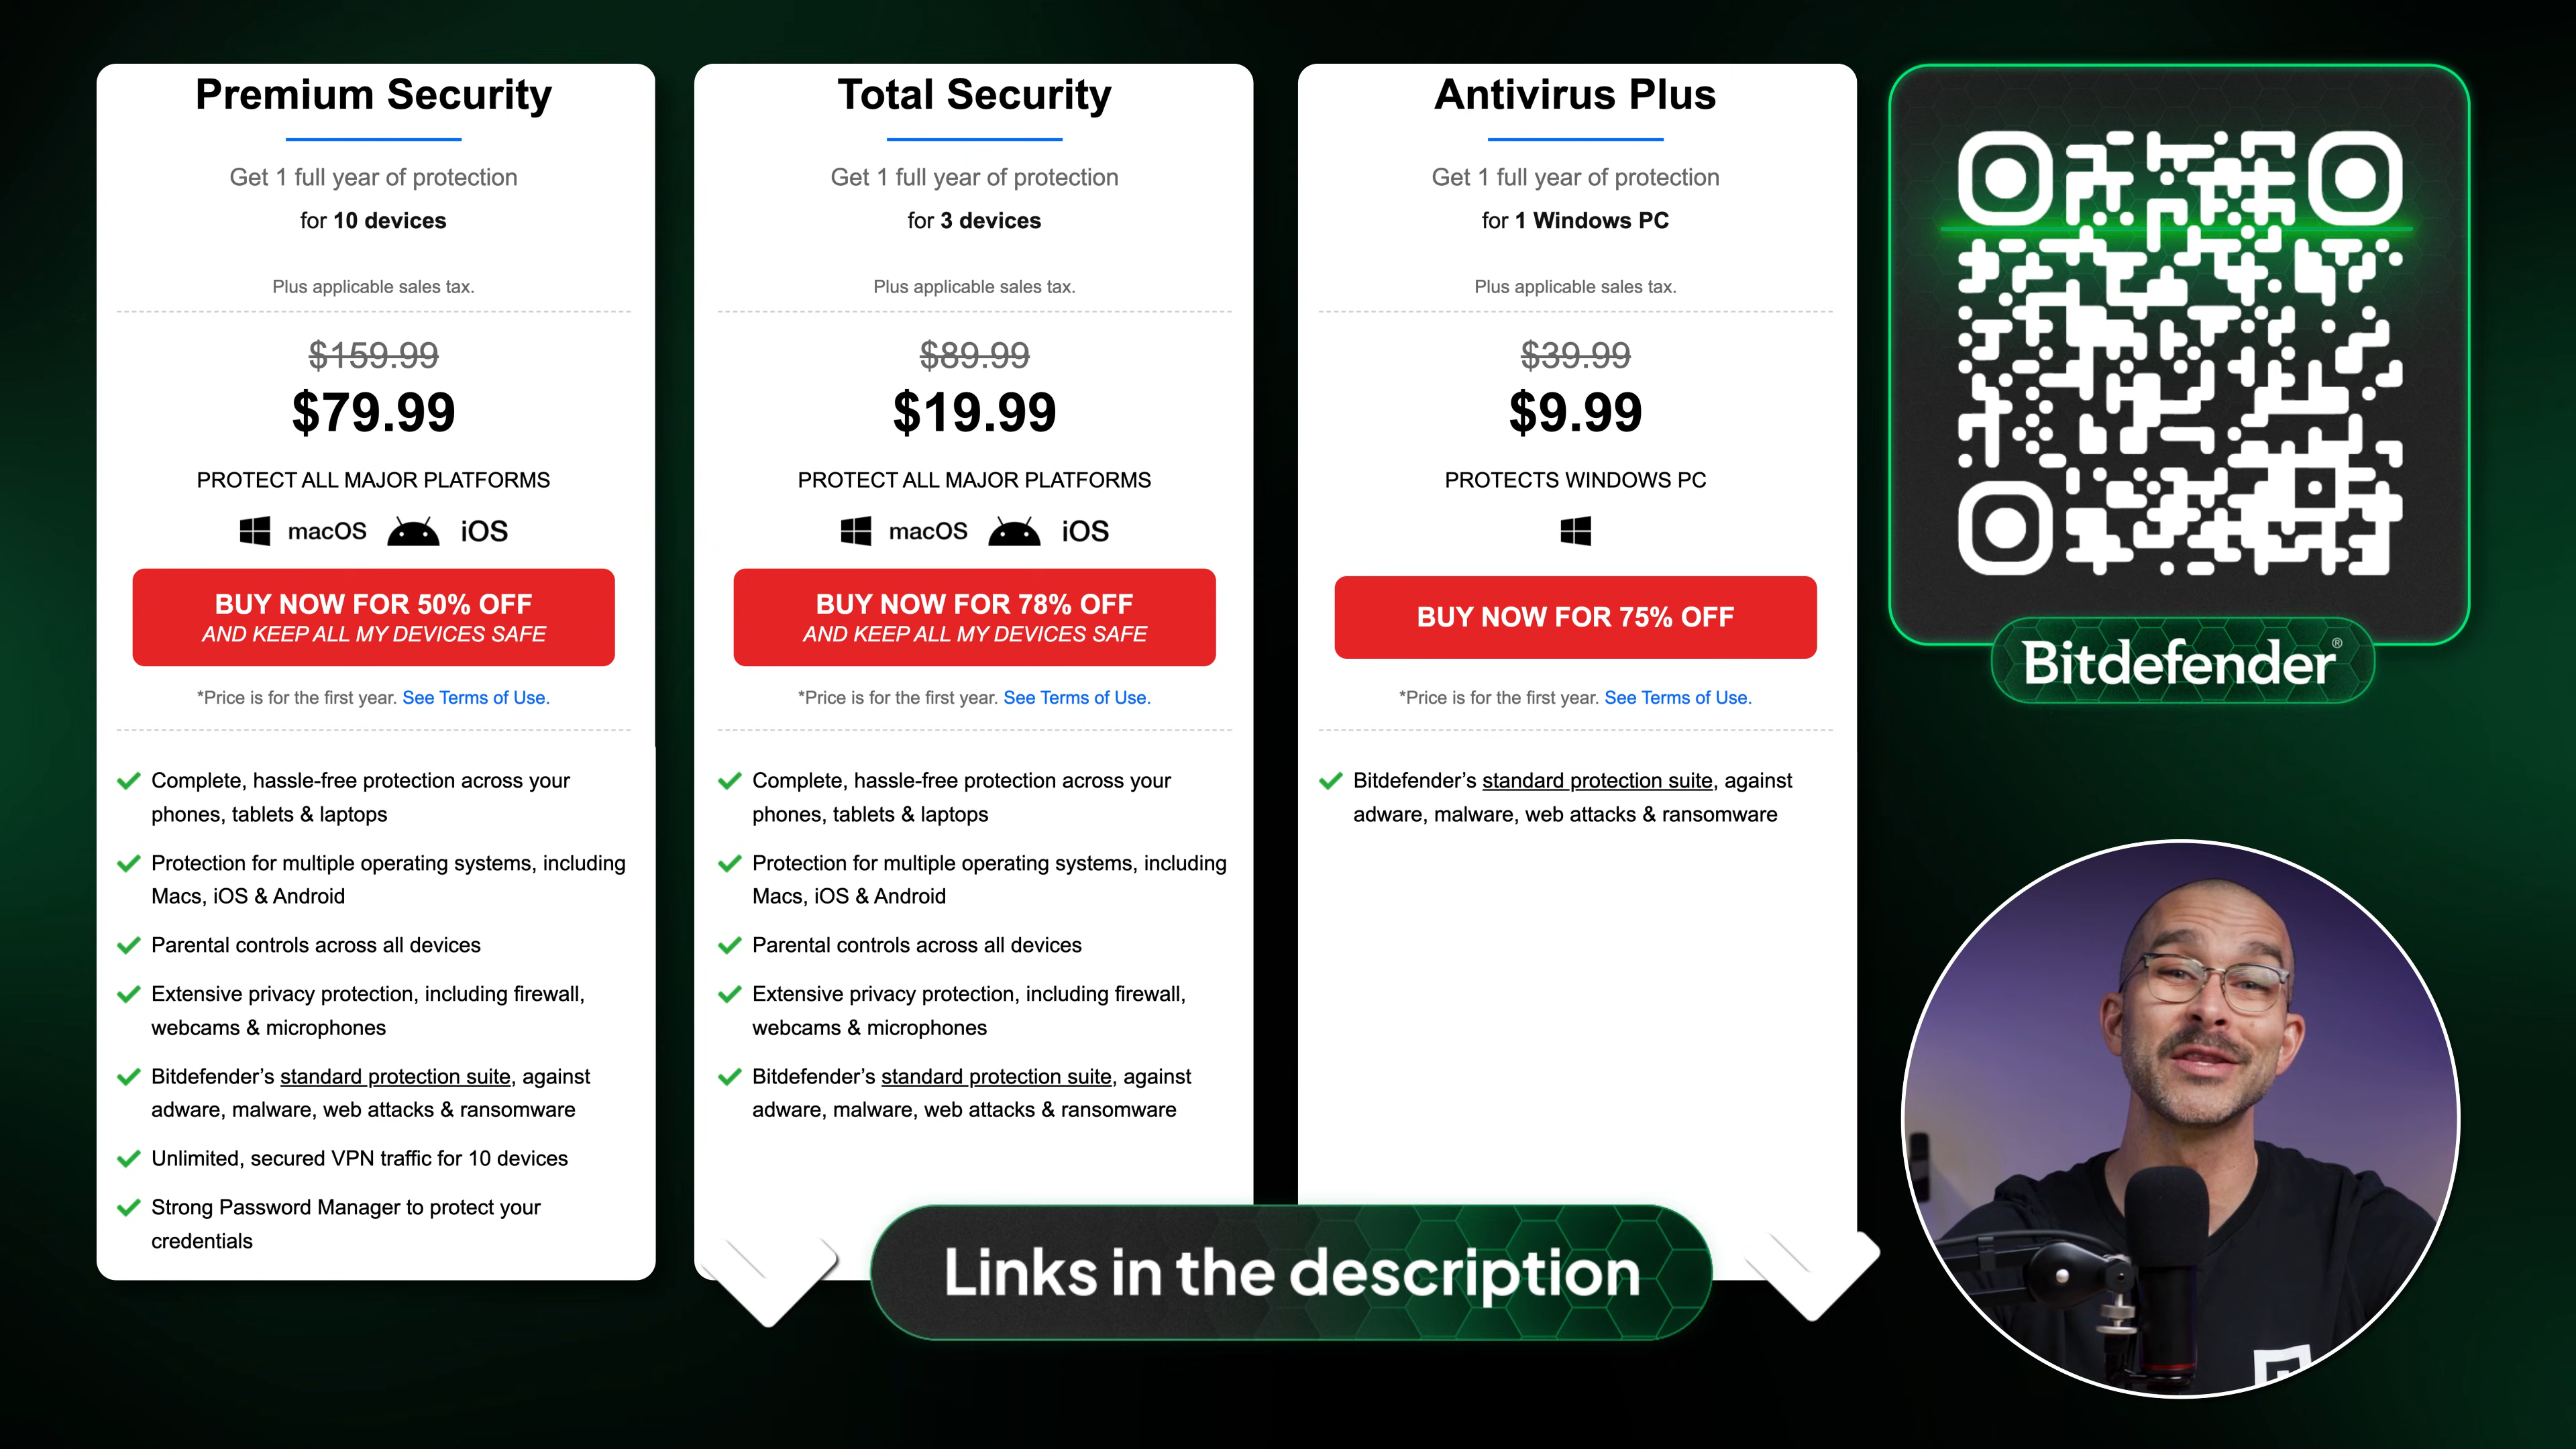 Premium Security
Get 1 full year of protection
for 10 devices
Plus applicable sales tax.
$159.99
$79.99
PROTECT ALL MAJOR PLATFORMS
macOS iOS
BUY NOW FOR 50% OFF
AND KEEP ALL MY DEVICES SAFE
*Price is for the first year. See Terms of Use.
Complete, hassle-free protection across your
phones, tablets & laptops
Protection for multiple operating systems, including
Macs, iOS & Android
Parental controls across all devices
Extensive privacy protection, including firewall,
webcams & microphones
Bitdefender’s standard protection suite, against
adware, malware, web attacks & ransomware
Unlimited, secured VPN traffic for 10 devices
Strong Password Manager to protect your
credentials
Total Security
Get 1 full year of protection
for 3 devices
Plus applicable sales tax.
$89.99
$19.99
PROTECT ALL MAJOR PLATFORMS
macOS iOS
BUY NOW FOR 78% OFF
AND KEEP ALL MY DEVICES SAFE
*Price is for the first year. See Terms of Use.
Complete, hassle-free protection across your
phones, tablets & laptops
Protection for multiple operating systems, including
Macs, iOS & Android
Parental controls across all devices
Extensive privacy protection, including firewall,
webcams & microphones
Bitdefender’s standard protection suite, against
adware, malware, web attacks & ransomware
Antivirus Plus
Get 1 full year of protection
for 1 Windows PC
Plus applicable sales tax.
$39.99
$9.99
PROTECTS WINDOWS PC
BUY NOW FOR 75% OFF
*Price is for the first year. See Terms of Use.
Bitdefender’s standard protection suite, against
adware, malware, web attacks & ransomware
Bitdefender®
Links in the description